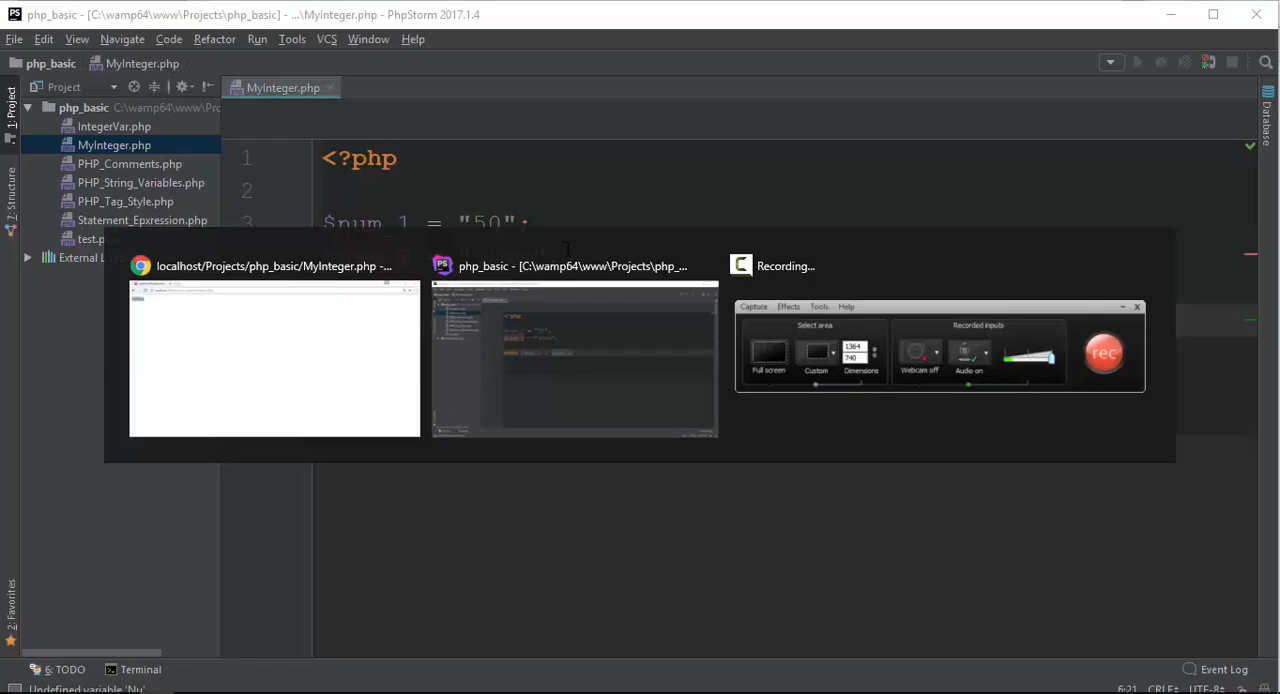 php_basic - [C:\wamp64\www\Projects\php_basic] - ...\MyInteger.php - PhpStorm 2017.1.4
File Edit View Navigate Code Refactor Run Tools VCS Window Help
php_basic MyInteger.php
1: Project
Project
MyInteger.php
php_basic C:\wamp64\www\Pro
IntegerVar.php
MyInteger.php
PHP_Comments.php
PHP_String_Variables.php
PHP_Tag_Style.php
Statement_Epxression.php
test.p
External L
7: Structure
2: Favorites
Database
1 <?php
2
3 $num_1 = "50";
localhost/Projects/php_basic/MyInteger.php -...
php_basic - [C:\wamp64\www\Projects\php_...
Recording...
Capture Effects Tools Help
Select area
Recorded inputs
Full screen
Custom
1364
740
Dimensions
Webcam off
Audio on
rec
6: TODO Terminal
Event Log
Undefined variable 'Nu'
6:21 CRLF UTF-8